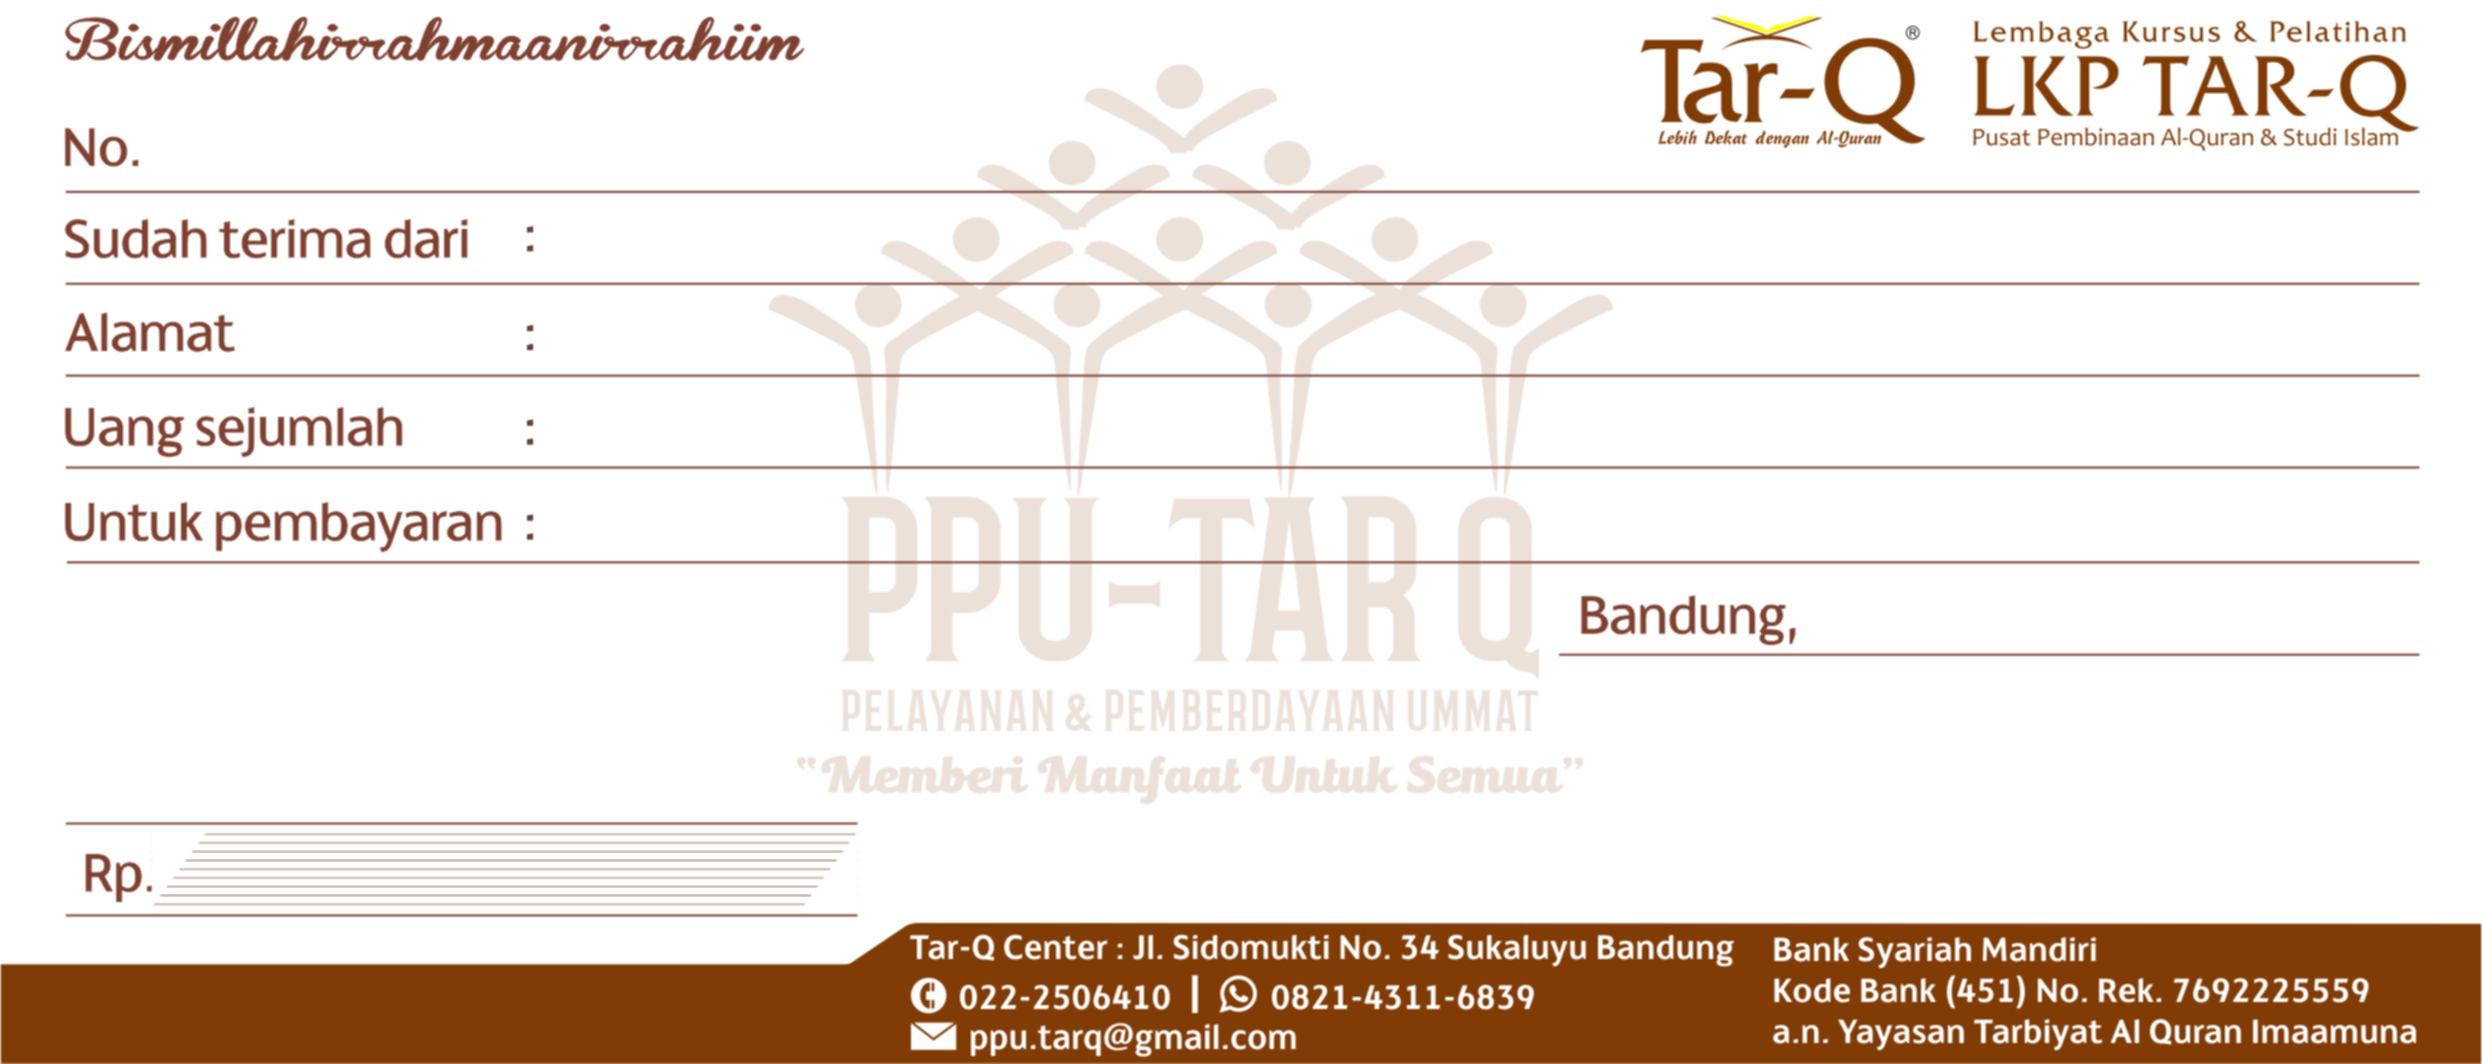 Bismillahirrahmaanirrahiim
Tar-Q®
Lebih Dekat dengan Al-Quran
Lembaga Kursus & Pelatihan
LKP TAR-Q
Pusat Pembinaan Al-Quran & Studi Islam
No.
Sudah terima dari :
Alamat :
Uang sejumlah :
Untuk pembayaran :
PPU-TARQ
Bandung,
PELAYANAN & PEMBERDAYAAN UMMAT
“Memberi Manfaat Untuk Semua”
Rp.
Tar-Q Center : Jl. Sidomukti No. 34 Sukaluyu Bandung
022-2506410 | 0821-4311-6839
ppu.tarq@gmail.com
Bank Syariah Mandiri
Kode Bank (451) No. Rek. 7692225559
a.n. Yayasan Tarbiyat Al Quran Imaamuna